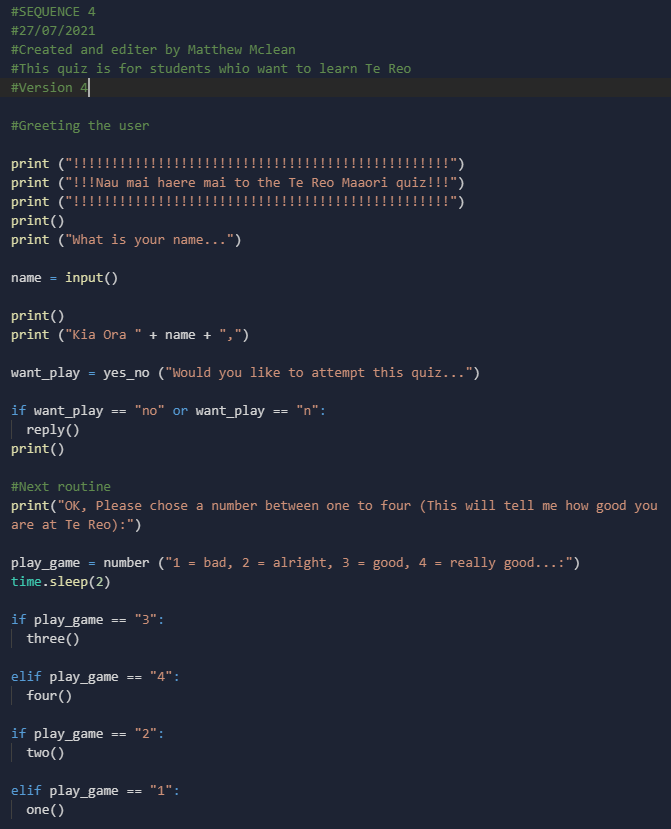 #SEQUENCE 4
#27/07/2021
#Created and editer by Matthew Mclean
#This quiz is for students whio want to learn Te Reo
#Version 4
#Greeting the user
print ("!!!!!!!!!!!!!!!!!!!!!!!!!!!!!!!!!!!!!!!!!!!!!!!!!")
print ("!!!Nau mai haere mai to the Te Reo Maaori quiz!!!")
print ("!!!!!!!!!!!!!!!!!!!!!!!!!!!!!!!!!!!!!!!!!!!!!!!!!")
print()
print ("What is your name...")
name = input()
print()
print ("Kia Ora " + name + ",")
want_play = yes_no ("Would you like to attempt this quiz...")
if want_play == "no" or want_play == "n":
  reply()
print()
#Next routine
print("OK, Please chose a number between one to four (This will tell me how good you
are at Te Reo):")
play_game = number ("1 = bad, 2 = alright, 3 = good, 4 = really good...:")
time.sleep(2)
if play_game == "3":
  three()
elif play_game == "4":
  four()
if play_game == "2":
  two()
elif play_game == "1":
  one()